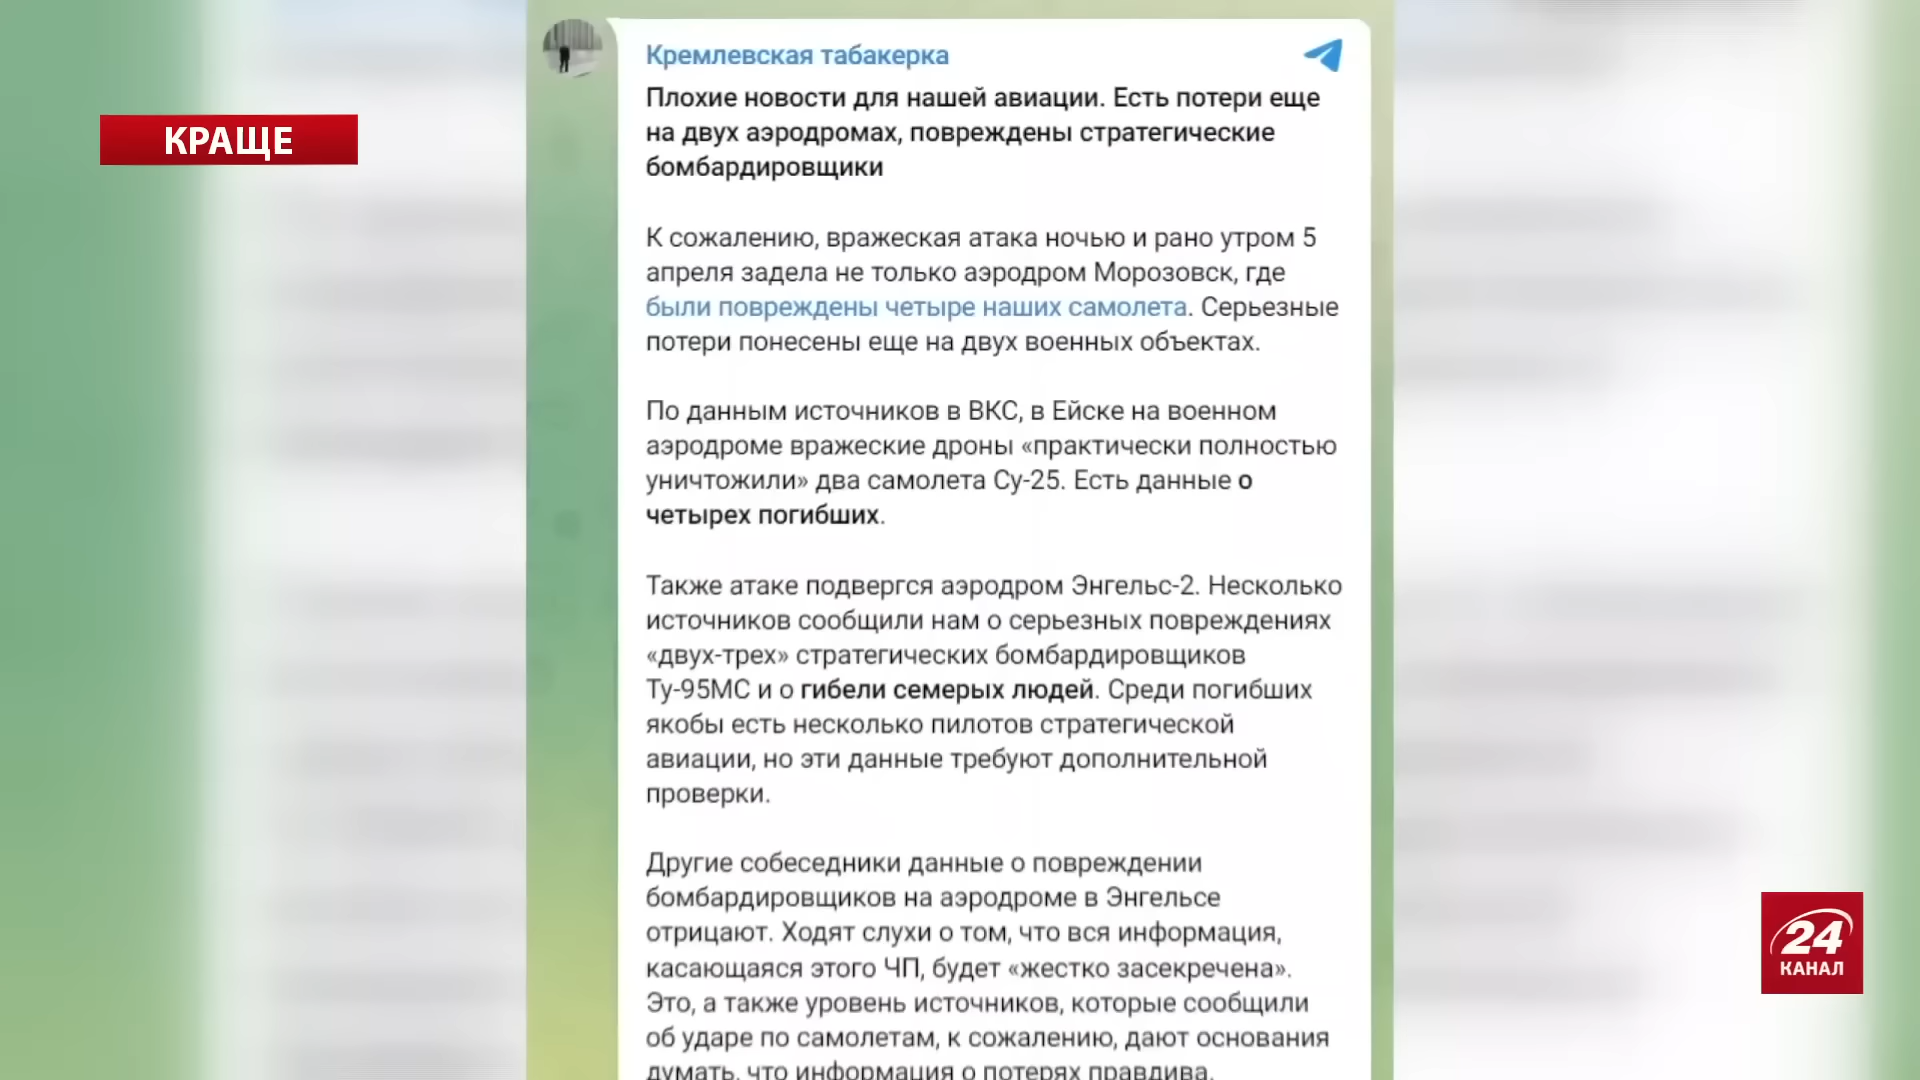 Кремлевская табакерка
Плохие новости для нашей авиации. Есть потери еще
на двух аэродромах, повреждены стратегические
бомбардировщики
КРАЩЕ
К сожалению, вражеская атака ночью и рано утром 5
апреля задела не только аэродром Морозовск, где
были повреждены четыре наших самолета. Серьезные
потери понесены еще на двух военных объектах.
По данным источников в ВКС, в Ейске на военном
аэродроме вражеские дроны «практически полностью
уничтожили» два самолета Су-25. Есть данные о
четырех погибших.
Также атаке подвергся аэродром Энгельс-2. Несколько
источников сообщили нам о серьезных повреждениях
«двух-трех» стратегических бомбардировщиков
Ту-95МС и о гибели семерых людей. Среди погибших
якобы есть несколько пилотов стратегической
авиации, но эти данные требуют дополнительной
проверки.
Другие собеседники данные о повреждении
бомбардировщиков на аэродроме в Энгельсе
отрицают. Ходят слухи о том, что вся информация,
касающаяся этого ЧП, будет «жестко засекречена».
Это, а также уровень источников, которые сообщили
об ударе по самолетам, к сожалению, дают основания
думать, что информация о потерях правдива.
24
КАНАЛ